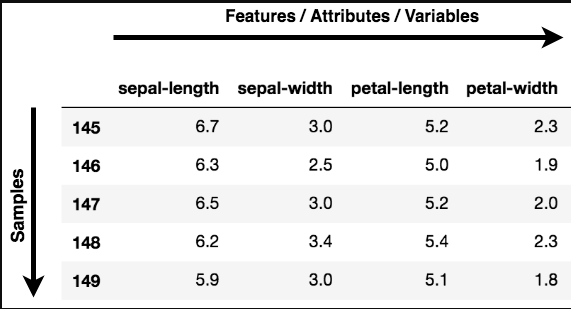 Features / Attributes / Variables
sepal-length sepal-width petal-length petal-width
Samples
145 6.7 3.0 5.2 2.3
146 6.3 2.5 5.0 1.9
147 6.5 3.0 5.2 2.0
148 6.2 3.4 5.4 2.3
149 5.9 3.0 5.1 1.8